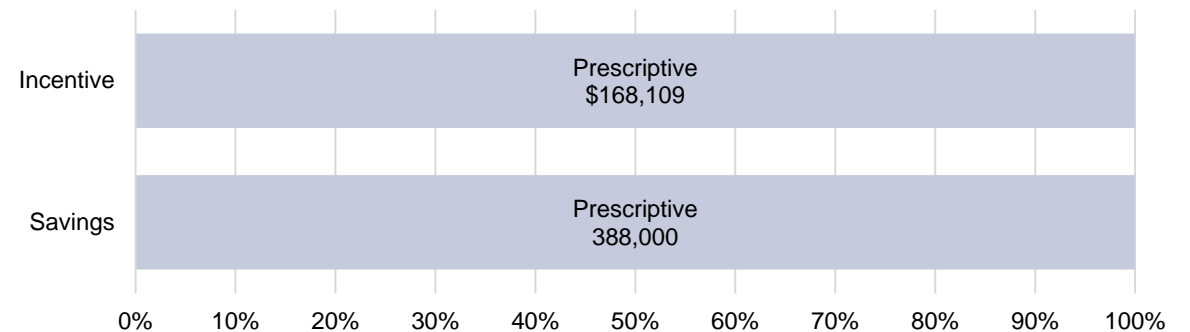 Incentive
Prescriptive
$168,109
Savings
Prescriptive
388,000
0% 10% 20% 30% 40% 50% 60% 70% 80% 90% 100%